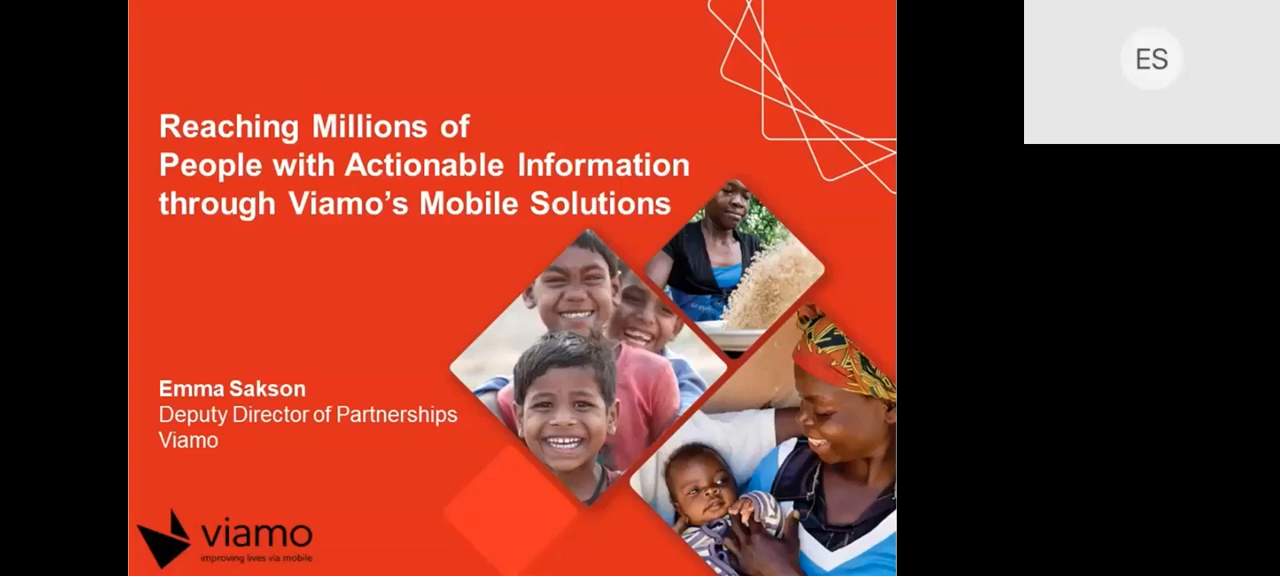 Reaching Millions of
People with Actionable Information
through Viamo's Mobile Solutions
Emma Sakson
Deputy Director of Partnerships
Viamo
viamo
improving lives via mobile
ES